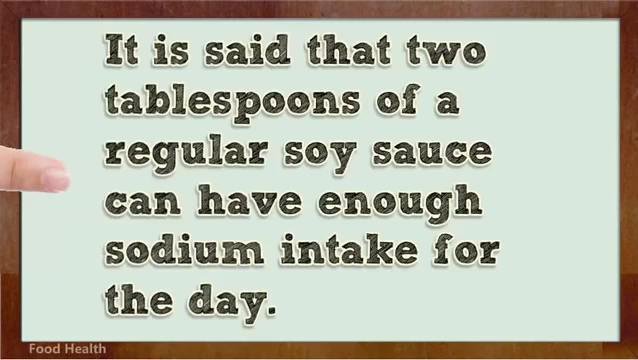 It is said that two
tablespoons of a
regular soy sauce
can have enough
sodium intake for
the day.
Food Health